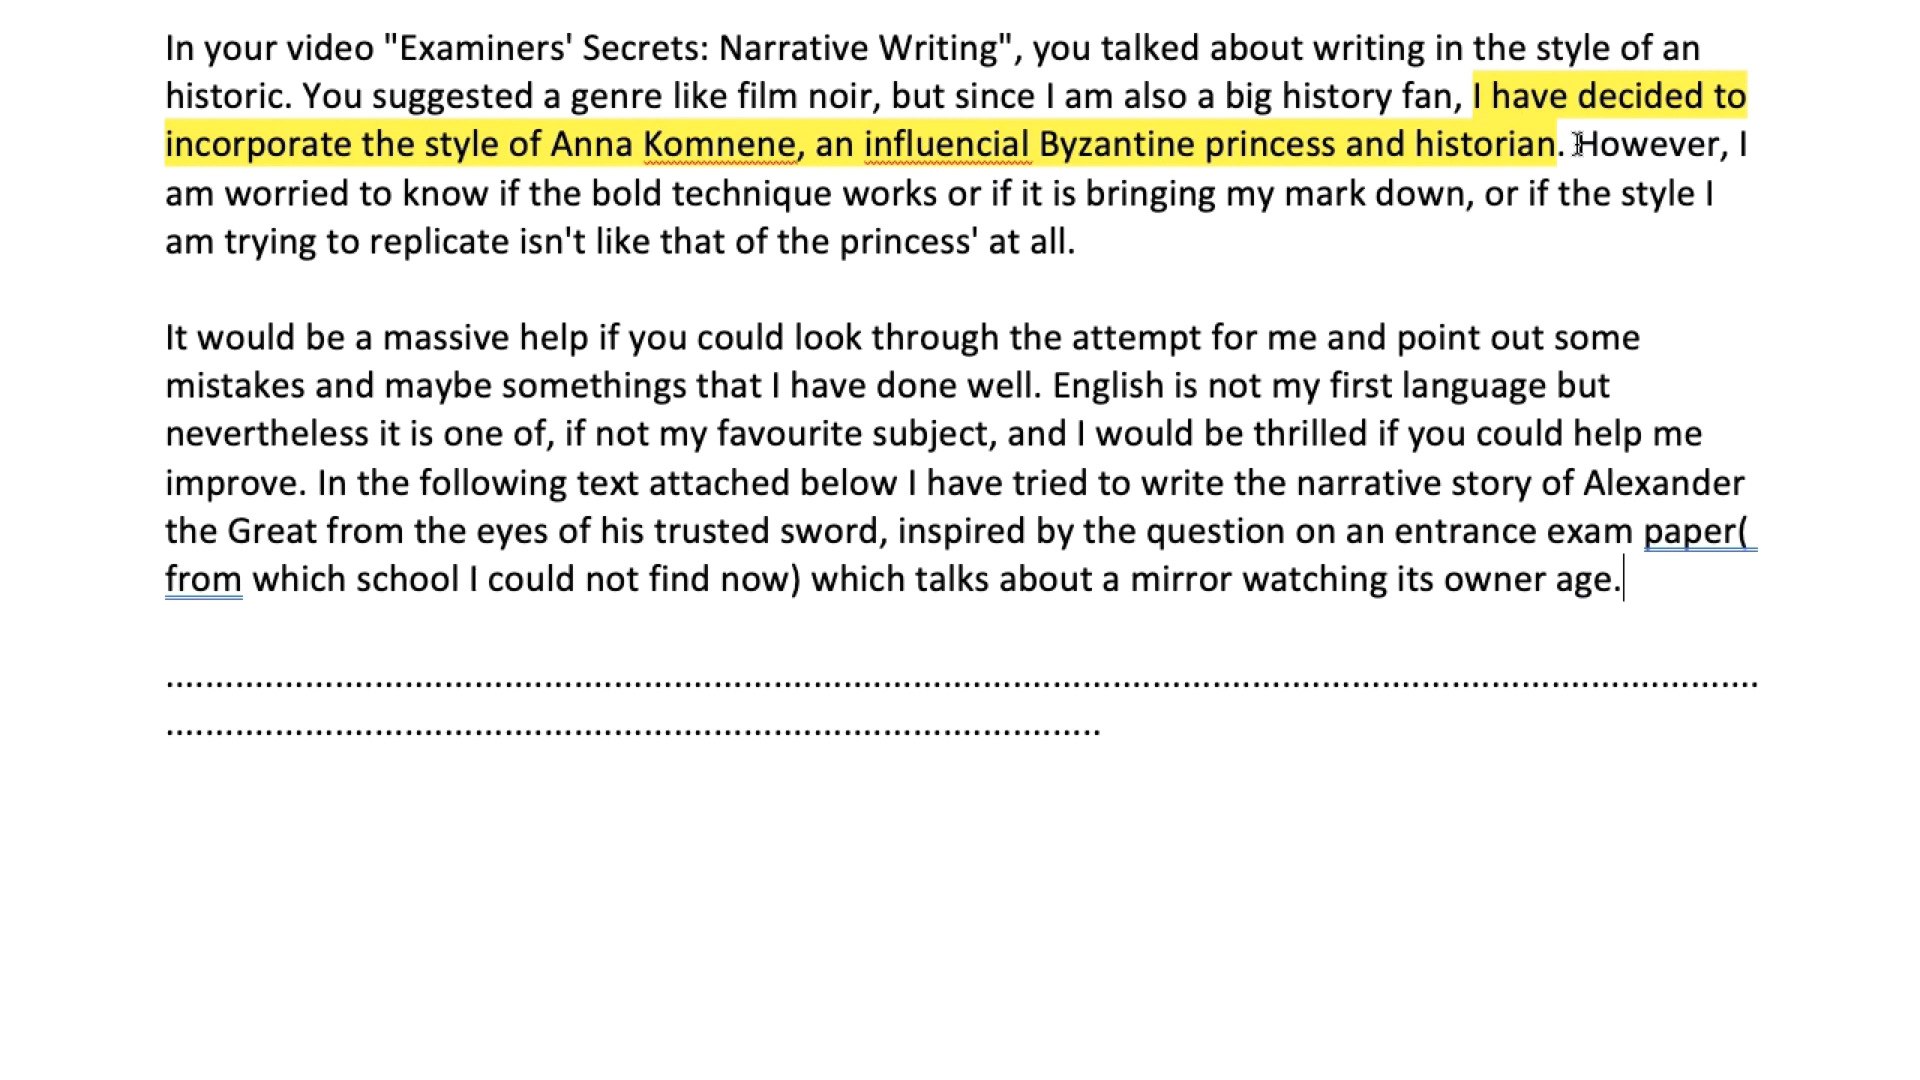 In your video "Examiners' Secrets: Narrative Writing", you talked about writing in the style of an
historic. You suggested a genre like film noir, but since I am also a big history fan, I have decided to
incorporate the style of Anna Komnene, an influencial Byzantine princess and historian. However, I
am worried to know if the bold technique works or if it is bringing my mark down, or if the style I
am trying to replicate isn't like that of the princess' at all.
It would be a massive help if you could look through the attempt for me and point out some
mistakes and maybe somethings that I have done well. English is not my first language but
nevertheless it is one of, if not my favourite subject, and I would be thrilled if you could help me
improve. In the following text attached below I have tried to write the narrative story of Alexander
the Great from the eyes of his trusted sword, inspired by the question on an entrance exam paper(
from which school I could not find now) which talks about a mirror watching its owner age.